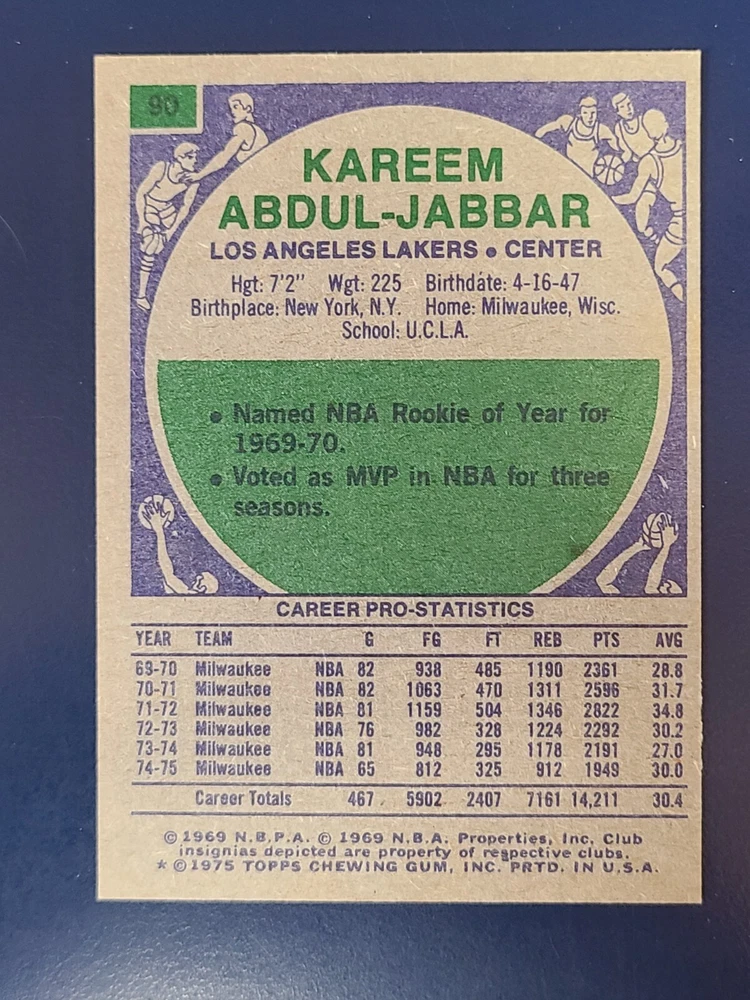 90
KAREEM
ABDUL-JABBAR
LOS ANGELES LAKERS • CENTER
Hgt: 7'2" Wgt: 225 Birthdate: 4-16-47
Birthplace: New York, N.Y. Home: Milwaukee, Wisc.
School: U.C.L.A.
• Named NBA Rookie of Year for
1969-70.
• Voted as MVP in NBA for three
seasons.
CAREER PRO-STATISTICS
YEAR TEAM G FG FT REB PTS AVG
69-70 Milwaukee NBA 82 938 485 1190 2361 28.8
70-71 Milwaukee NBA 82 1063 470 1311 2596 31.7
71-72 Milwaukee NBA 81 1159 504 1346 2822 34.8
72-73 Milwaukee NBA 76 982 328 1224 2292 30.2
73-74 Milwaukee NBA 81 948 295 1178 2191 27.0
74-75 Milwaukee NBA 65 812 325 912 1949 30.0
Career Totals 467 5902 2407 7161 14,211 30.4
© 1969 N.B.P.A. © 1969 N.B.A. Properties, Inc. Club
insignias depicted are property of respective clubs.
* © 1975 TOPPS CHEWING GUM, INC. PRTD. IN U.S.A.